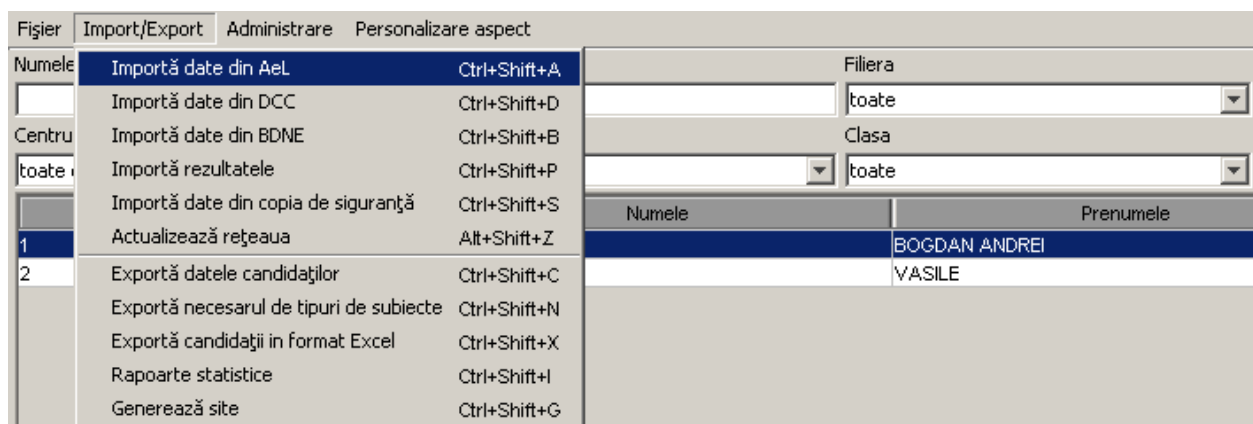 Fişier Import/Export Administrare Personalizare aspect
Numele Filiera
Importă date din AeL Ctrl+Shift+A
Importă date din DCC Ctrl+Shift+D toate
Centru Importă date din BDNE Ctrl+Shift+B Clasa
toate Importă rezultatele Ctrl+Shift+P toate
Importă date din copia de siguranţă Ctrl+Shift+S
Numele Prenumele
Actualizează reţeaua Alt+Shift+Z
1 BOGDAN ANDREI
2 Exportă datele candidaţilor Ctrl+Shift+C VASILE
Exportă necesarul de tipuri de subiecte Ctrl+Shift+N
Exportă candidaţii in format Excel Ctrl+Shift+X
Rapoarte statistice Ctrl+Shift+I
Generează site Ctrl+Shift+G